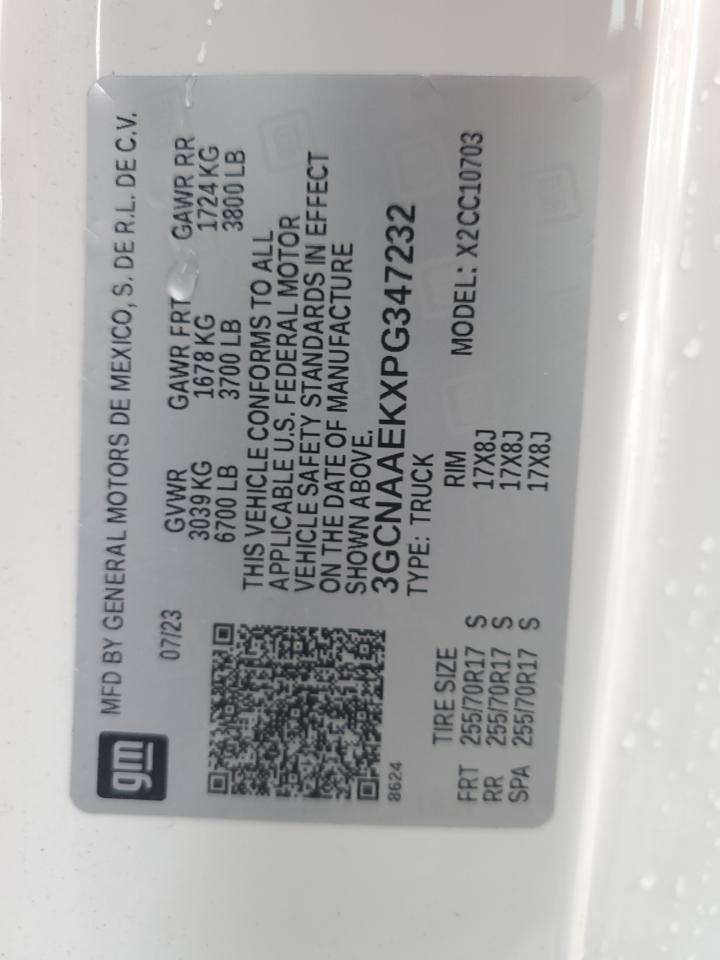 gm
MFD BY GENERAL MOTORS DE MEXICO, S. DE R.L. DE C.V.
07/23
GVWR GAWR FRT GAWR RR
3039 KG 1678 KG 1724 KG
6700 LB 3700 LB 3800 LB
THIS VEHICLE CONFORMS TO ALL
APPLICABLE U.S. FEDERAL MOTOR
VEHICLE SAFETY STANDARDS IN EFFECT
ON THE DATE OF MANUFACTURE
SHOWN ABOVE.
3GCNAAEKXPG347232
8624
TYPE: TRUCK
MODEL: X2CC10703
TIRE SIZE RIM
FRT 255/70R17 S 17X8J
RR 255/70R17 S 17X8J
SPA 255/70R17 S 17X8J